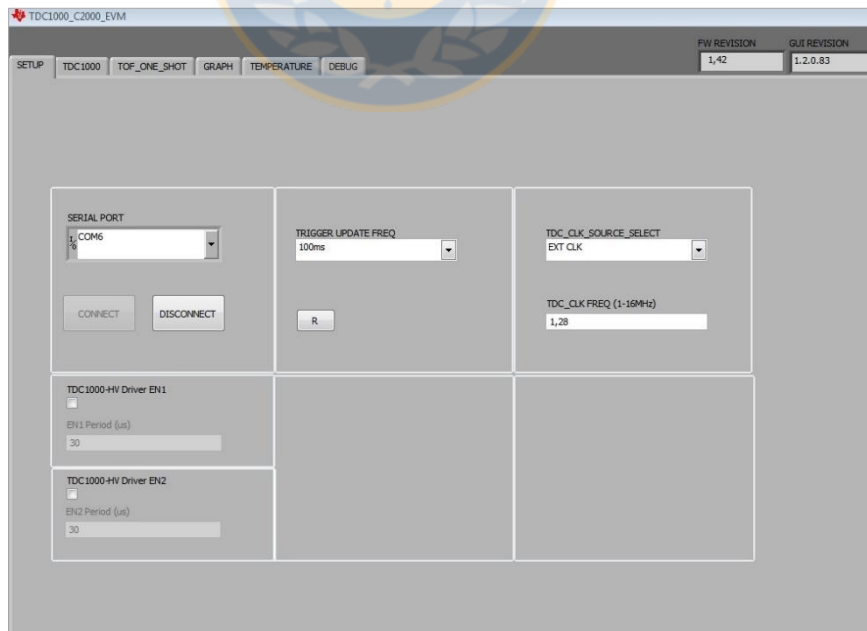 TDC1000_C2000_EVM
FW REVISION GUI REVISION
1,42 1.2.0.83
SETUP TDC1000 TOF_ONE_SHOT GRAPH TEMPERATURE DEBUG
SERIAL PORT
COM6
CONNECT DISCONNECT
TRIGGER UPDATE FREQ
100ms
R
TDC_CLK_SOURCE_SELECT
EXT CLK
TDC_CLK FREQ (1-16MHz)
1,28
TDC1000-HV Driver EN1
EN1 Period (us)
30
TDC1000-HV Driver EN2
EN2 Period (us)
30